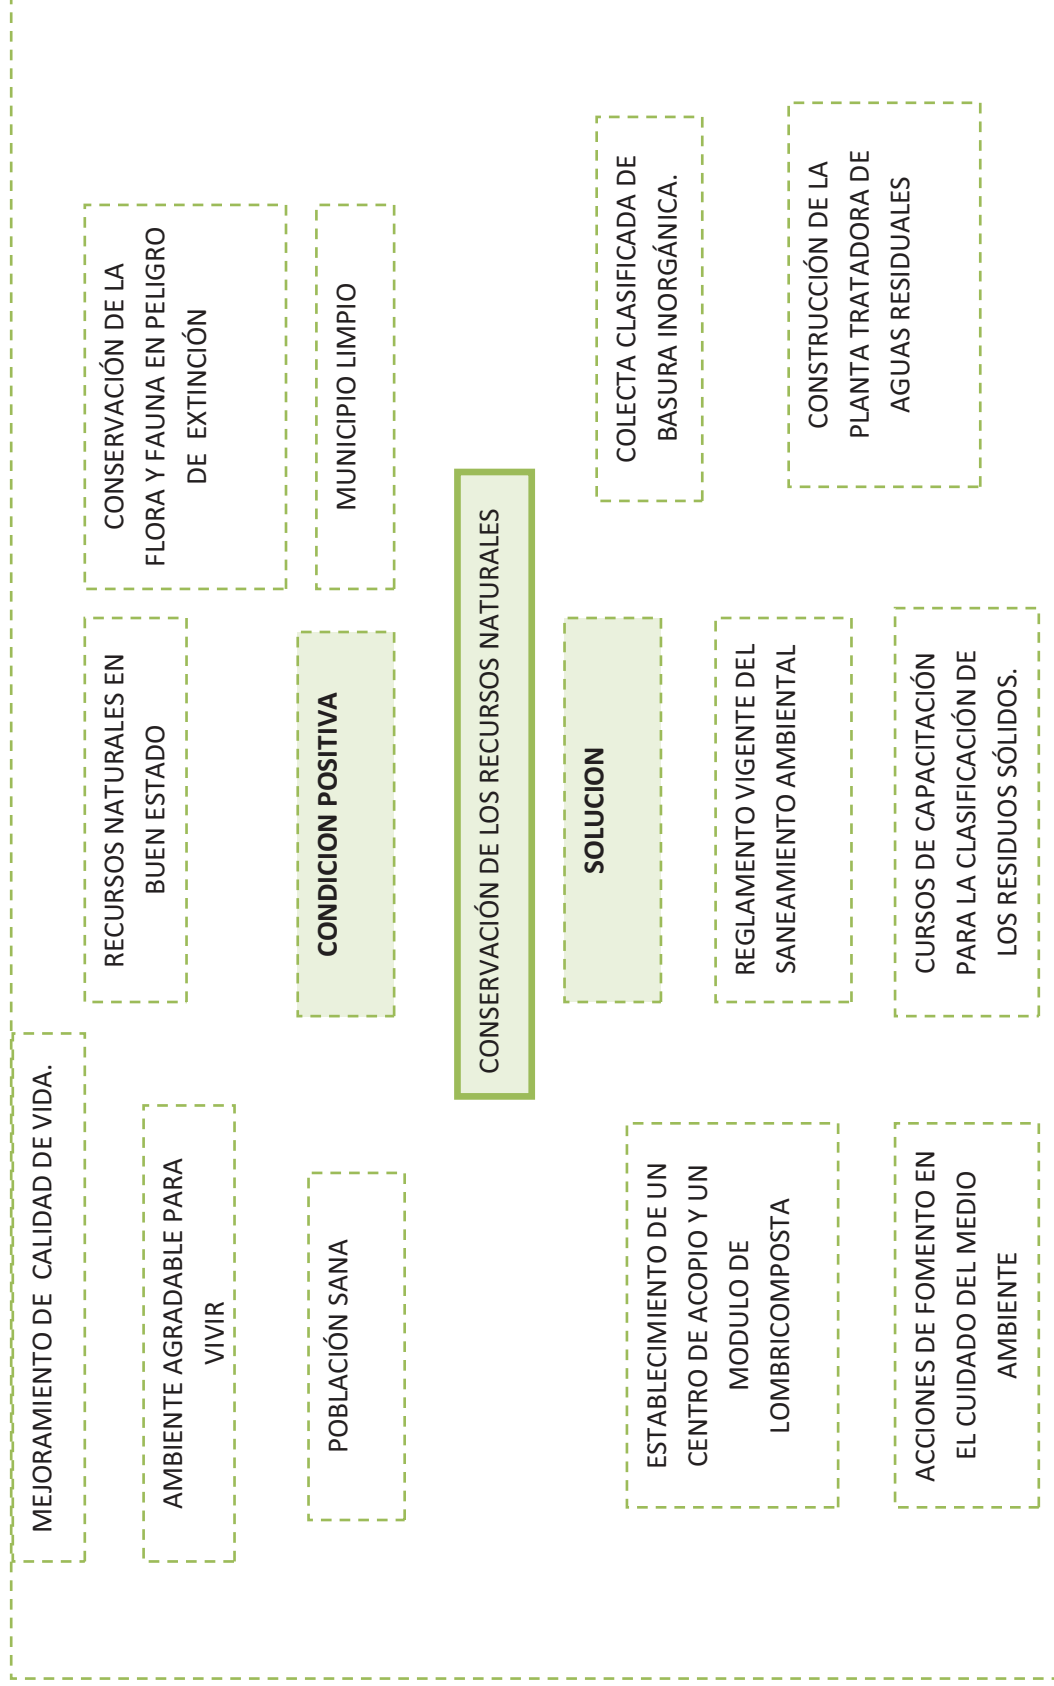 MEJORAMIENTO DE CALIDAD DE VIDA.
RECURSOS NATURALES EN
BUEN ESTADO
CONSERVACIÓN DE LA
FLORA Y FAUNA EN PELIGRO
DE EXTINCIÓN
AMBIENTE AGRADABLE PARA
VIVIR
POBLACIÓN SANA
CONDICION POSITIVA
MUNICIPIO LIMPIO
CONSERVACIÓN DE LOS RECURSOS NATURALES
SOLUCION
COLECTA CLASIFICADA DE
BASURA INORGÁNICA.
ESTABLECIMIENTO DE UN
CENTRO DE ACOPIO Y UN
MODULO DE
LOMBRICOMPOSTA
REGLAMENTO VIGENTE DEL
SANEAMIENTO AMBIENTAL
CONSTRUCCIÓN DE LA
PLANTA TRATADORA DE
AGUAS RESIDUALES
ACCIONES DE FOMENTO EN
EL CUIDADO DEL MEDIO
AMBIENTE
CURSOS DE CAPACITACIÓN
PARA LA CLASIFICACIÓN DE
LOS RESIDUOS SÓLIDOS.